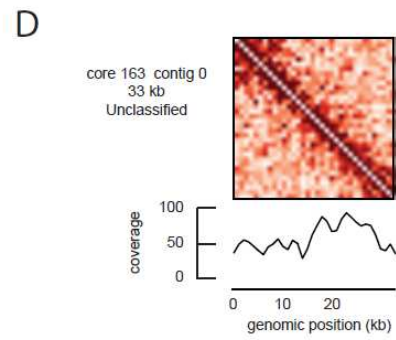 D
core 163 contig 0
33 kb
Unclassified
100
50
0
coverage
0 10 20
genomic position (kb)